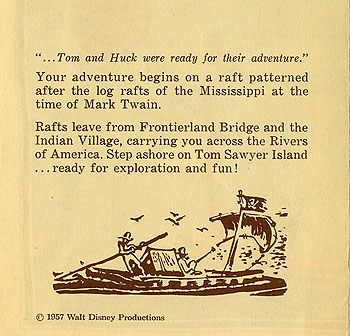 "...Tom and Huck were ready for their adventure."
Your adventure begins on a raft patterned
after the log rafts of the Mississippi at the
time of Mark Twain.
Rafts leave from Frontierland Bridge and the
Indian Village, carrying you across the Rivers
of America. Step ashore on Tom Sawyer Island
...ready for exploration and fun!
© 1957 Walt Disney Productions